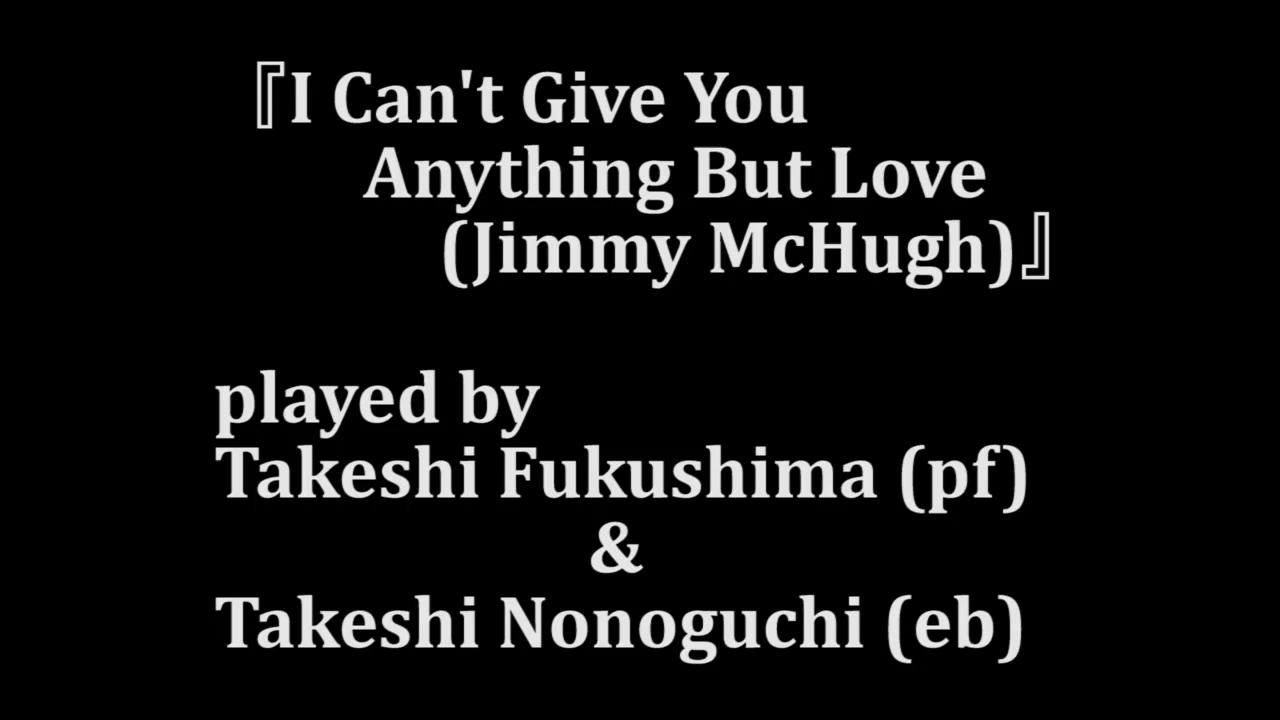 『I Can't Give You
Anything But Love
(Jimmy McHugh)』
played by
Takeshi Fukushima (pf)
&
Takeshi Nonoguchi (eb)